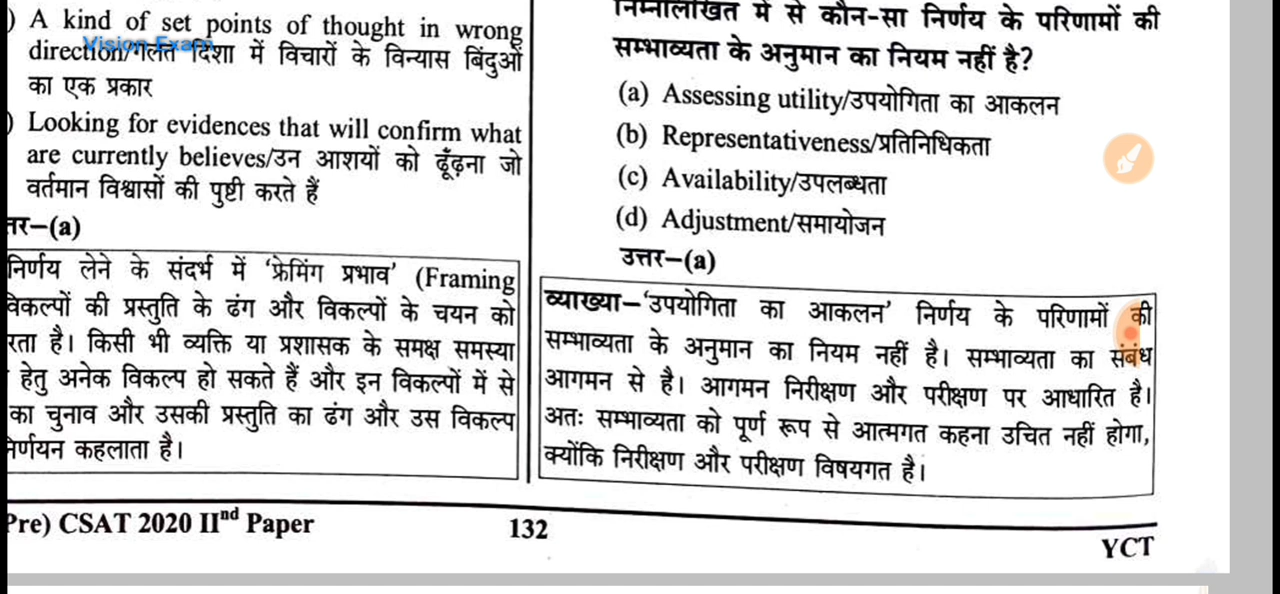 ) A kind of set points of thought in wrong
direction/गलत दिशा में विचारों के विन्यास बिंदुओं
Vision Exam
का एक प्रकार
) Looking for evidences that will confirm what
are currently believes/उन आशयों को ढूँढ़ना जो
वर्तमान विश्वासों की पुष्टी करते हैं
त्तर–(a)
निर्णय लेने के संदर्भ में 'फ्रेमिंग प्रभाव' (Framing
विकल्पों की प्रस्तुति के ढंग और विकल्पों के चयन को
रता है। किसी भी व्यक्ति या प्रशासक के समक्ष समस्या
हेतु अनेक विकल्प हो सकते हैं और इन विकल्पों में से
का चुनाव और उसकी प्रस्तुति का ढंग और उस विकल्प
नेर्णयन कहलाता है।
निम्नलिखित में से कौन-सा निर्णय के परिणामों की
सम्भाव्यता के अनुमान का नियम नहीं है?
(a) Assessing utility/उपयोगिता का आकलन
(b) Representativeness/प्रतिनिधिकता
(c) Availability/उपलब्धता
(d) Adjustment/समायोजन
उत्तर–(a)
व्याख्या–'उपयोगिता का आकलन' निर्णय के परिणामों की
सम्भाव्यता के अनुमान का नियम नहीं है। सम्भाव्यता का संबंध
आगमन से है। आगमन निरीक्षण और परीक्षण पर आधारित है।
अतः सम्भाव्यता को पूर्ण रूप से आत्मगत कहना उचित नहीं होगा,
क्योंकि निरीक्षण और परीक्षण विषयगत है।
Pre) CSAT 2020 IInd Paper
132
YCT